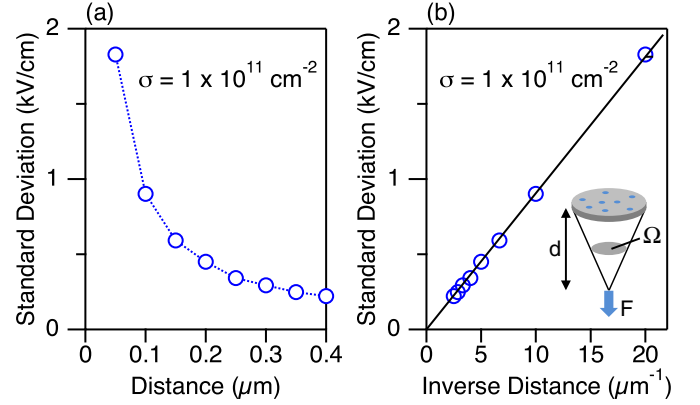 (a)
Standard Deviation (kV/cm)
2
1
0
σ = 1 x 10¹¹ cm⁻²
0
0.1
0.2
0.3
0.4
Distance (µm)
(b)
Standard Deviation (kV/cm)
2
1
0
σ = 1 x 10¹¹ cm⁻²
d
Ω
F
0
5
10
15
20
Inverse Distance (µm⁻¹)